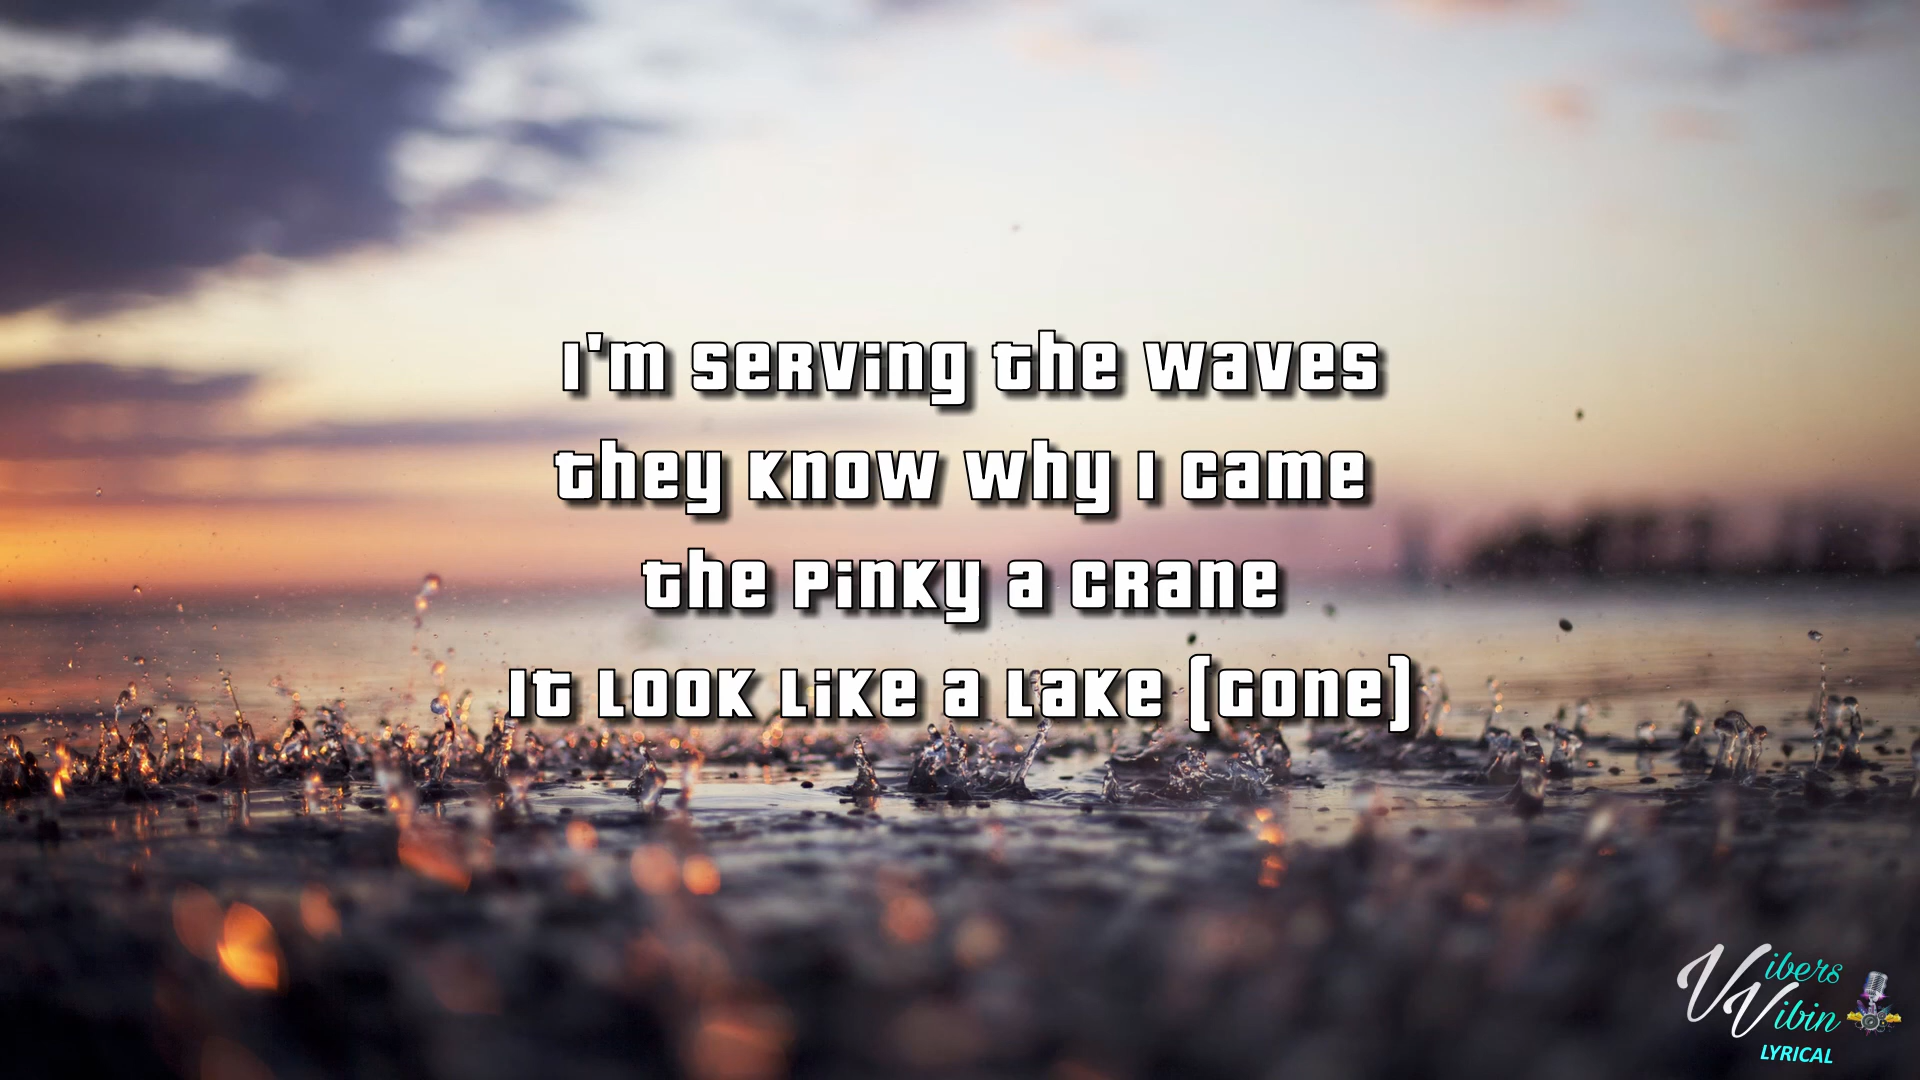 I'm serving the waves
they know why I came
the pinky a crane
it look like a lake (gone)
Vibers
Vibin
LYRICAL